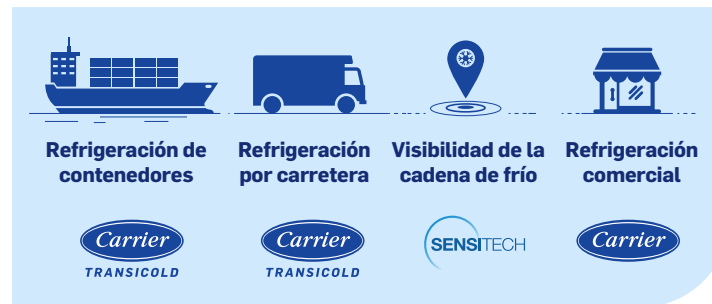 Refrigeración de
contenedores
Refrigeración
por carretera
Visibilidad de la
cadena de frío
Refrigeración
comercial
Carrier
TRANSICOLD
Carrier
TRANSICOLD
SENSITECH
Carrier